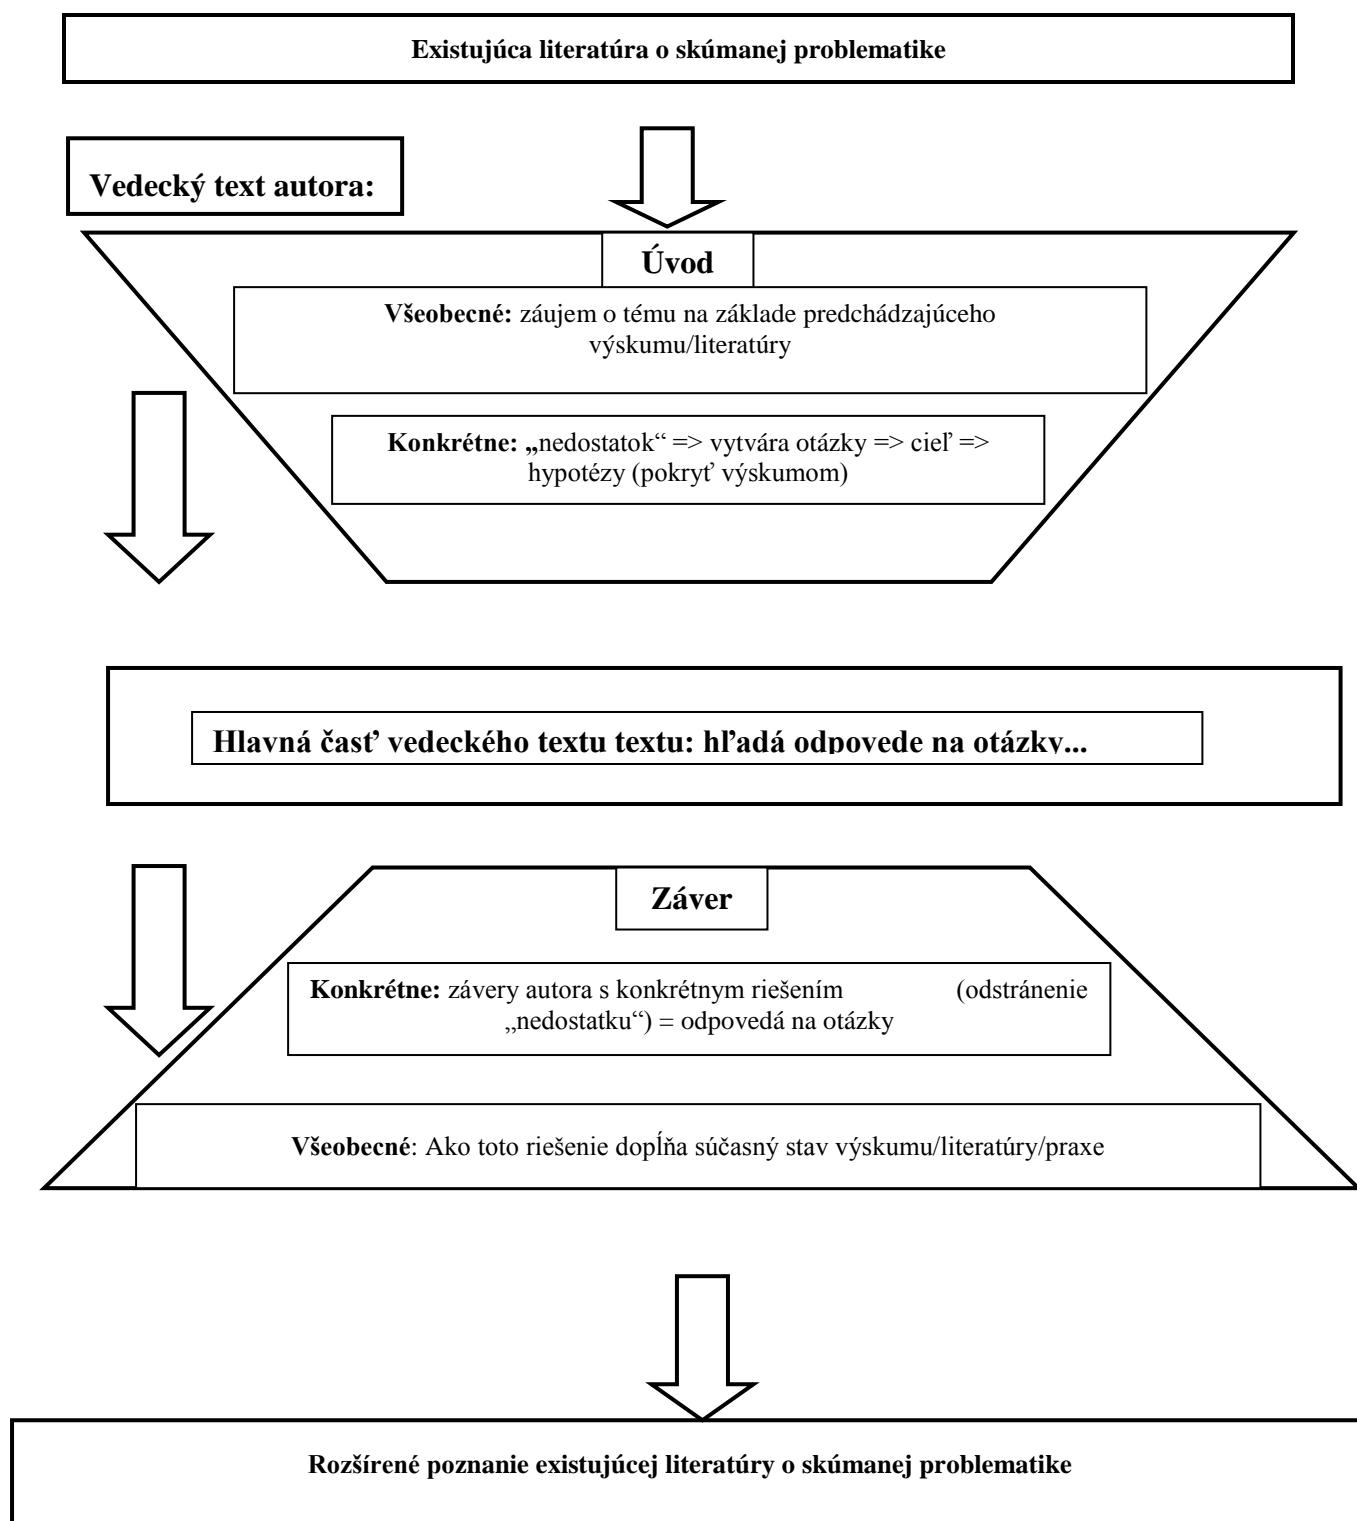 Existujúca literatúra o skúmanej problematike
Vedecký text autora:
Úvod
Všeobecné: záujem o tému na základe predchádzajúceho
výskumu/literatúry
Konkrétne: „nedostatok“ => vytvára otázky => cieľ =>
hypotézy (pokryť výskumom)
Hlavná časť vedeckého textu textu: hľadá odpovede na otázky...
Záver
Konkrétne: závery autora s konkrétnym riešením (odstránenie
„nedostatku“) = odpovedá na otázky
Všeobecné: Ako toto riešenie dopĺňa súčasný stav výskumu/literatúry/praxe
Rozšírené poznanie existujúcej literatúry o skúmanej problematike